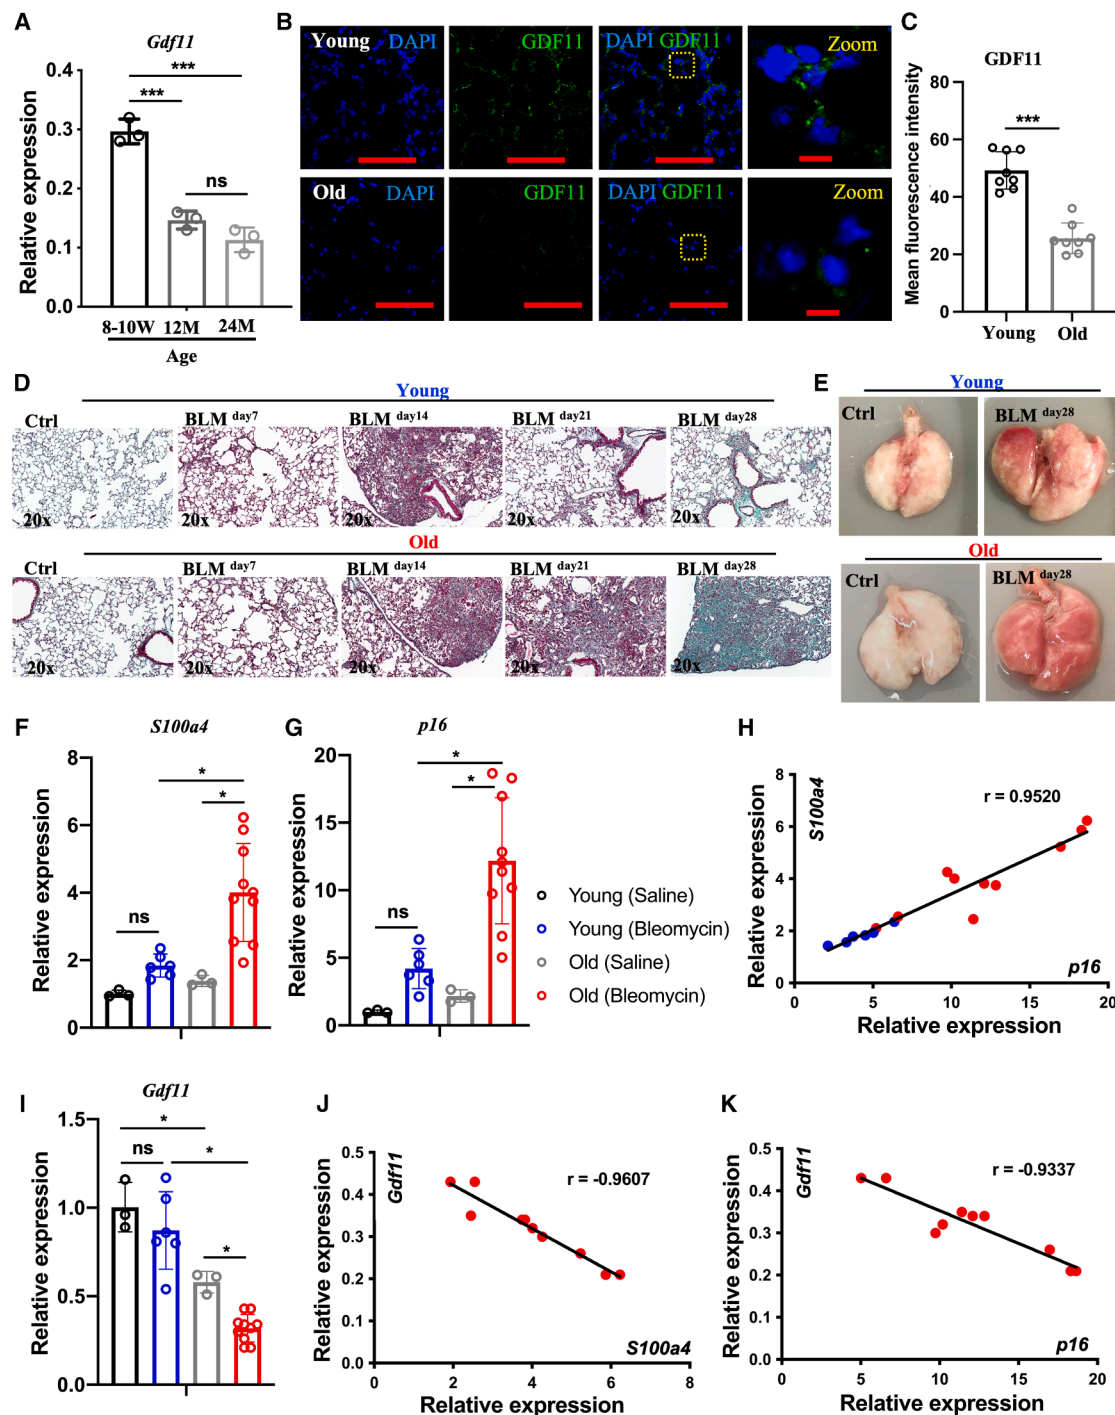 A
Gdf11
Relative expression
0.4
0.3
0.2
0.1
0.0
***
***
ns
8-10W 12M 24M
Age
B
Young DAPI GDF11 DAPI GDF11 Zoom
Old DAPI GDF11 DAPI GDF11 Zoom
C
GDF11
Mean fluorescence intensity
80
60
40
20
0
***
Young Old
D
Young
Ctrl BLM day7 BLM day14 BLM day21 BLM day28
20x 20x 20x 20x 20x
Old
Ctrl BLM day7 BLM day14 BLM day21 BLM day28
20x 20x 20x 20x 20x
E
Young
Ctrl BLM day28
Old
Ctrl BLM day28
F
S100a4
Relative expression
8
6
4
2
0
*
*
ns
G
p16
Relative expression
20
15
10
5
0
*
*
ns
Young (Saline)
Young (Bleomycin)
Old (Saline)
Old (Bleomycin)
H
Relative expression
S100a4
8
6
4
2
0
r = 0.9520
p16
0 5 10 15 20
Relative expression
I
Gdf11
Relative expression
1.5
1.0
0.5
0.0
*
ns *
*
J
Relative expression
Gdf11
0.5
0.4
0.3
0.2
0.1
0.0
r = -0.9607
S100a4
0 2 4 6 8
Relative expression
K
Relative expression
Gdf11
0.5
0.4
0.3
0.2
0.1
0.0
r = -0.9337
p16
0 5 10 15 20
Relative expression